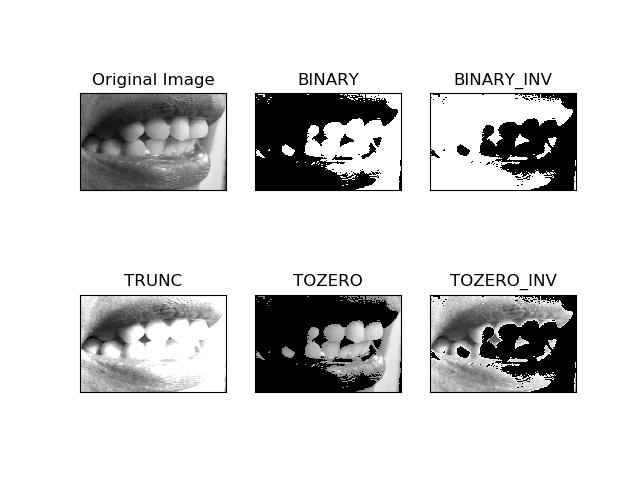 Original Image
BINARY
BINARY_INV
TRUNC
TOZERO
TOZERO_INV